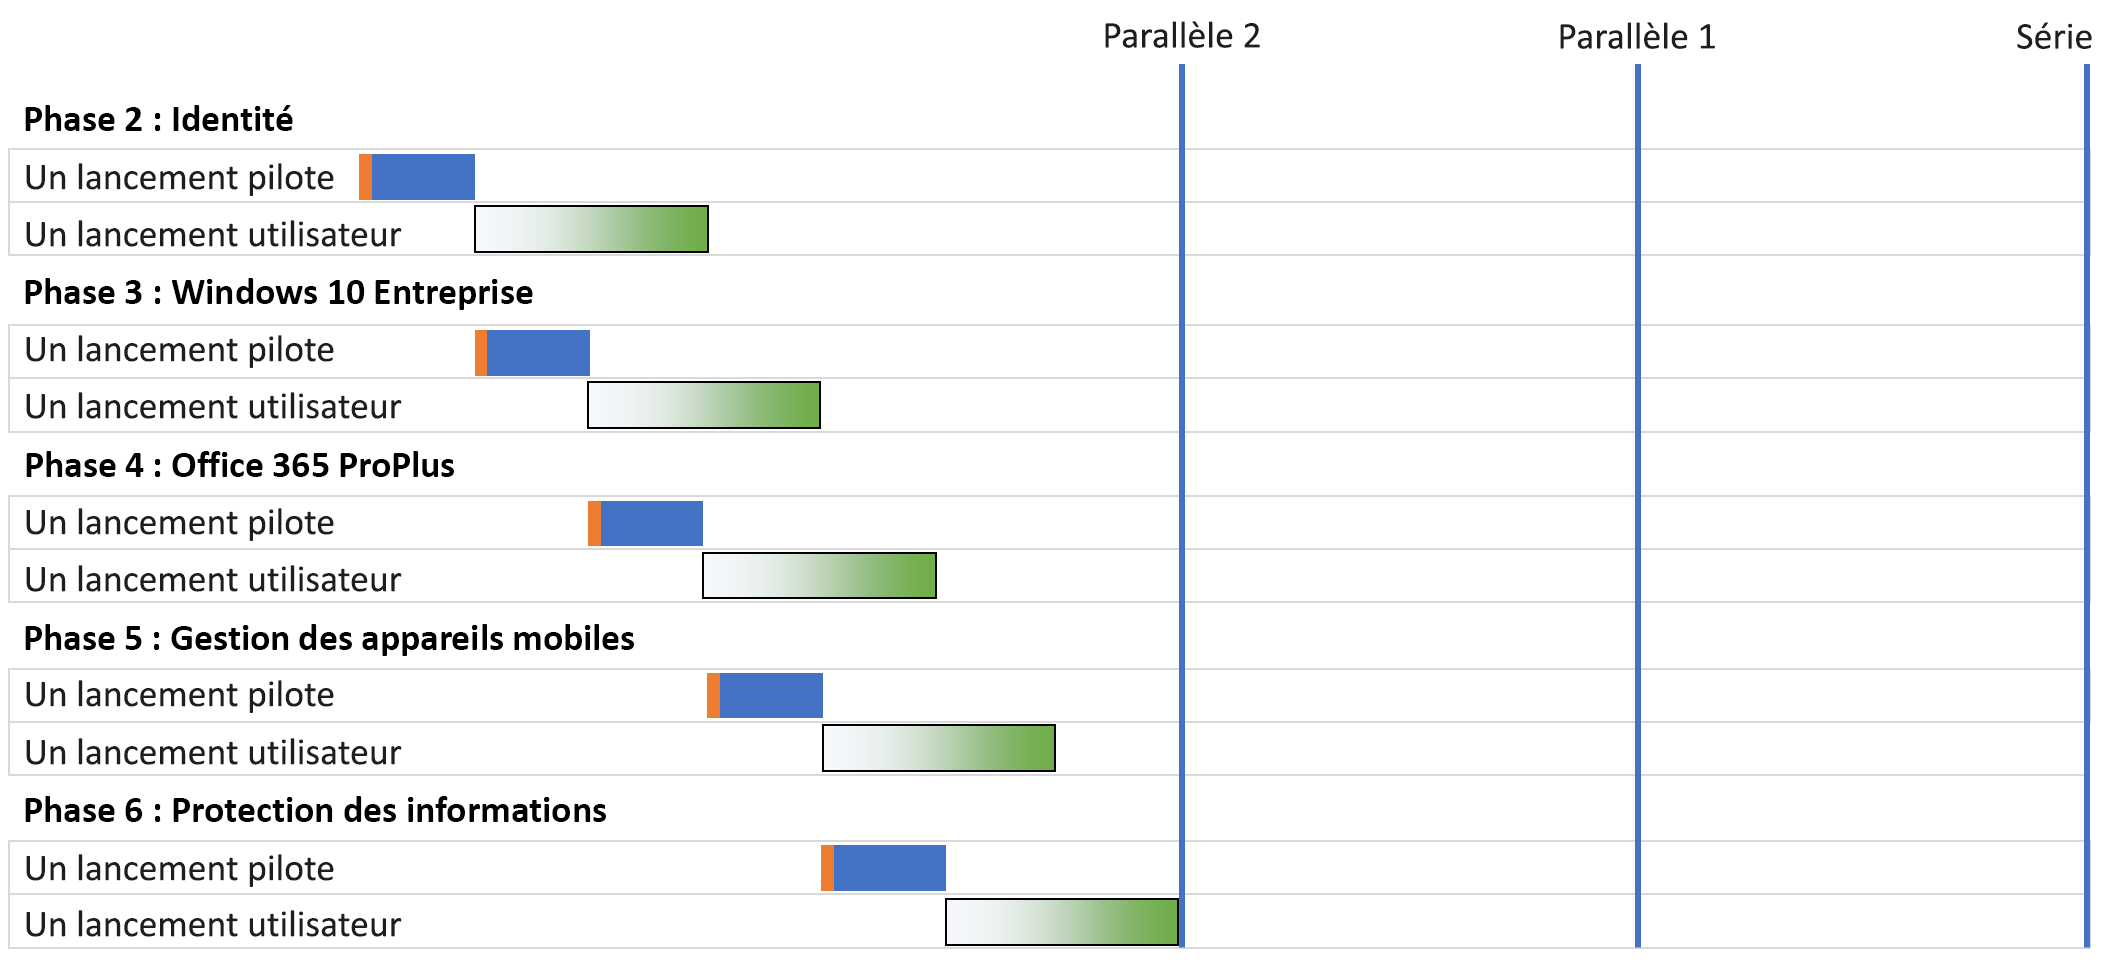 Parallèle 2
Parallèle 1
Série
Phase 2 : Identité
Un lancement pilote
Un lancement utilisateur
Phase 3 : Windows 10 Entreprise
Un lancement pilote
Un lancement utilisateur
Phase 4 : Office 365 ProPlus
Un lancement pilote
Un lancement utilisateur
Phase 5 : Gestion des appareils mobiles
Un lancement pilote
Un lancement utilisateur
Phase 6 : Protection des informations
Un lancement pilote
Un lancement utilisateur